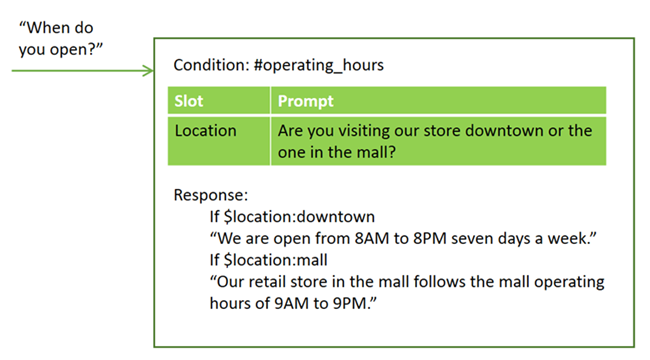 “When do
you open?”
Condition: #operating_hours
Slot Prompt
Location Are you visiting our store downtown or the
one in the mall?
Response:
If $location:downtown
“We are open from 8AM to 8PM seven days a week.”
If $location:mall
“Our retail store in the mall follows the mall operating
hours of 9AM to 9PM.”